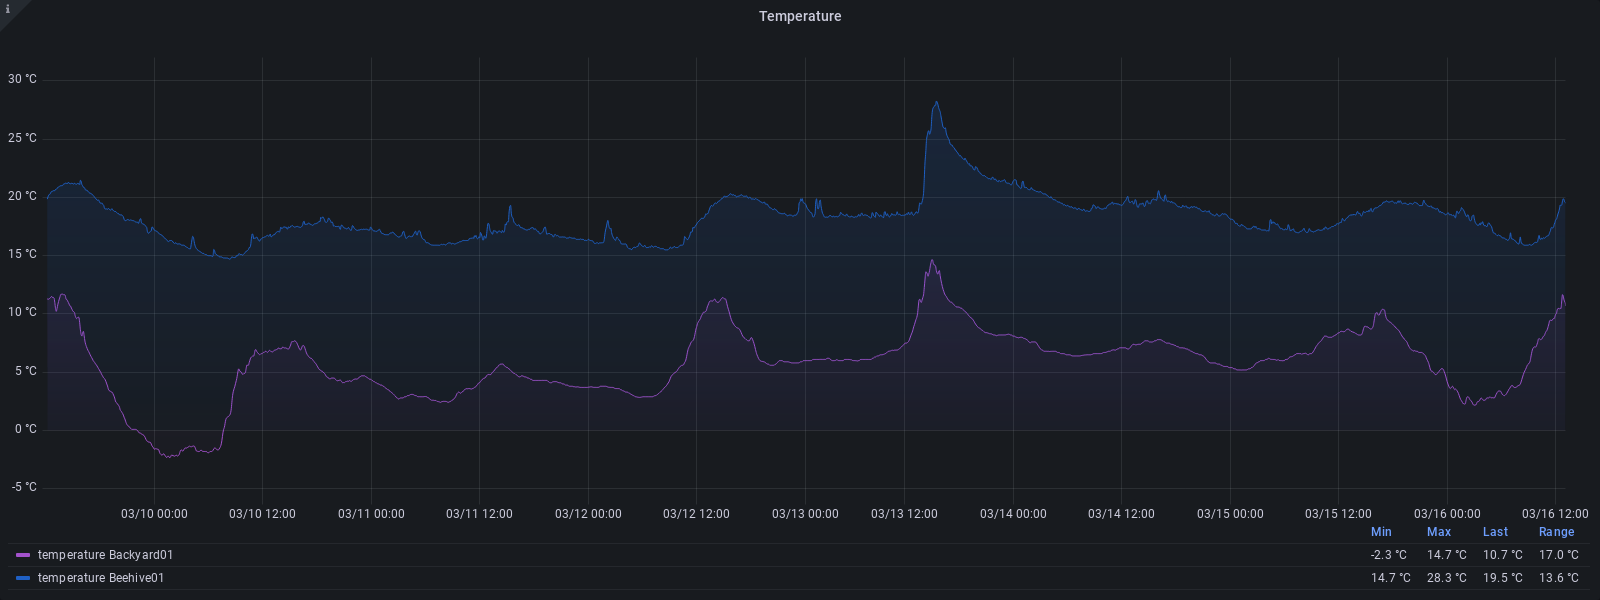 i
Temperature
30 °C
25 °C
20 °C
15 °C
10 °C
5 °C
0 °C
-5 °C
03/10 00:00 03/10 12:00 03/11 00:00 03/11 12:00 03/12 00:00 03/12 12:00 03/13 00:00 03/13 12:00 03/14 00:00 03/14 12:00 03/15 00:00 03/15 12:00 03/16 00:00 03/16 12:00
Min Max Last Range
temperature Backyard01 -2.3 °C 14.7 °C 10.7 °C 17.0 °C
temperature Beehive01 14.7 °C 28.3 °C 19.5 °C 13.6 °C